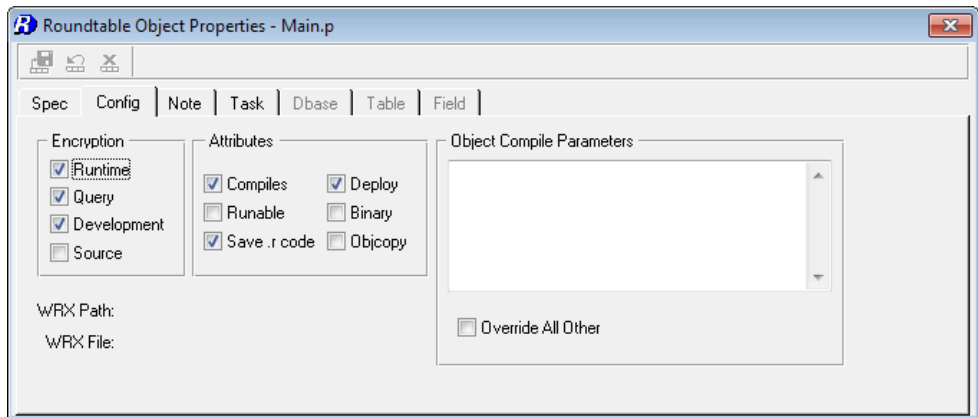 Roundtable Object Properties - Main.p
Spec Config Note Task Dbase Table Field
Encryption
Runtime
Query
Development
Source
Attributes
Compiles Deploy
Runable Binary
Save .r code Objcopy
Object Compile Parameters
Override All Other
WRX Path:
WRX File: